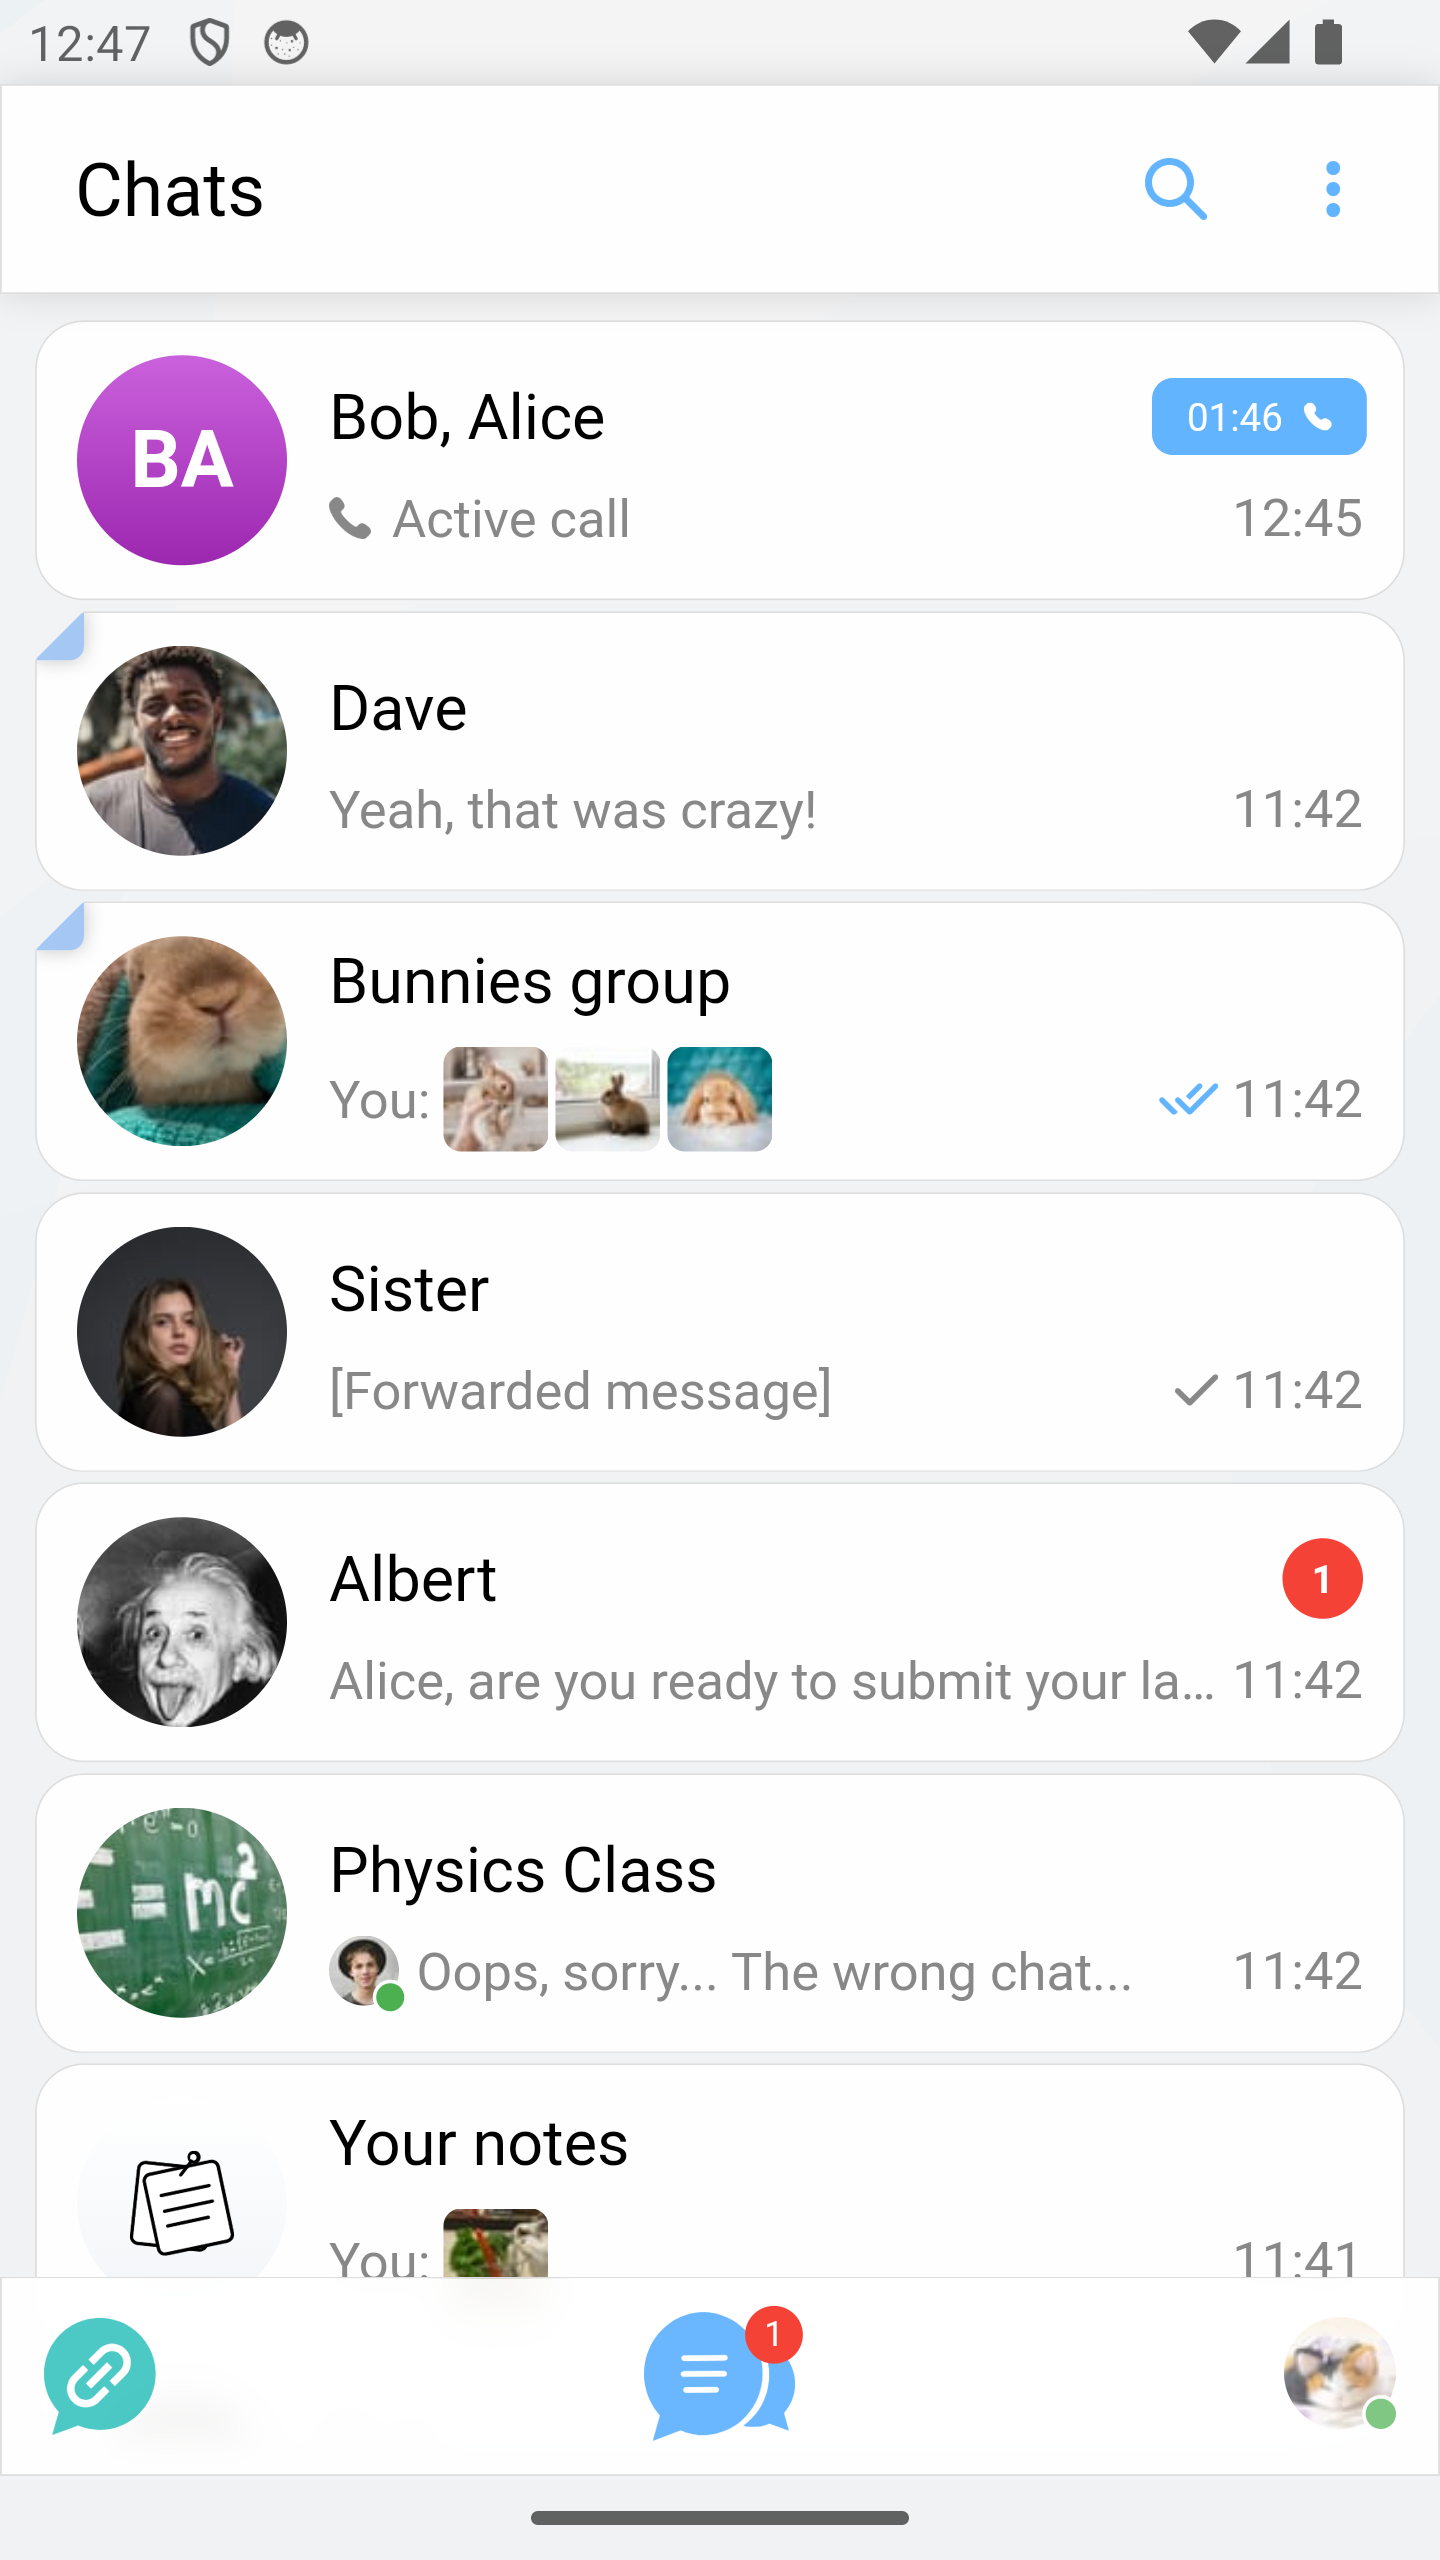 12:47
Chats
BA
Bob, Alice
01:46
Active call
12:45
Dave
Yeah, that was crazy!
11:42
Bunnies group
You:
11:42
Sister
[Forwarded message]
11:42
Albert
1
Alice, are you ready to submit your la…
11:42
= mc²
Physics Class
Oops, sorry... The wrong chat...
11:42
Your notes
You:
11:41
1